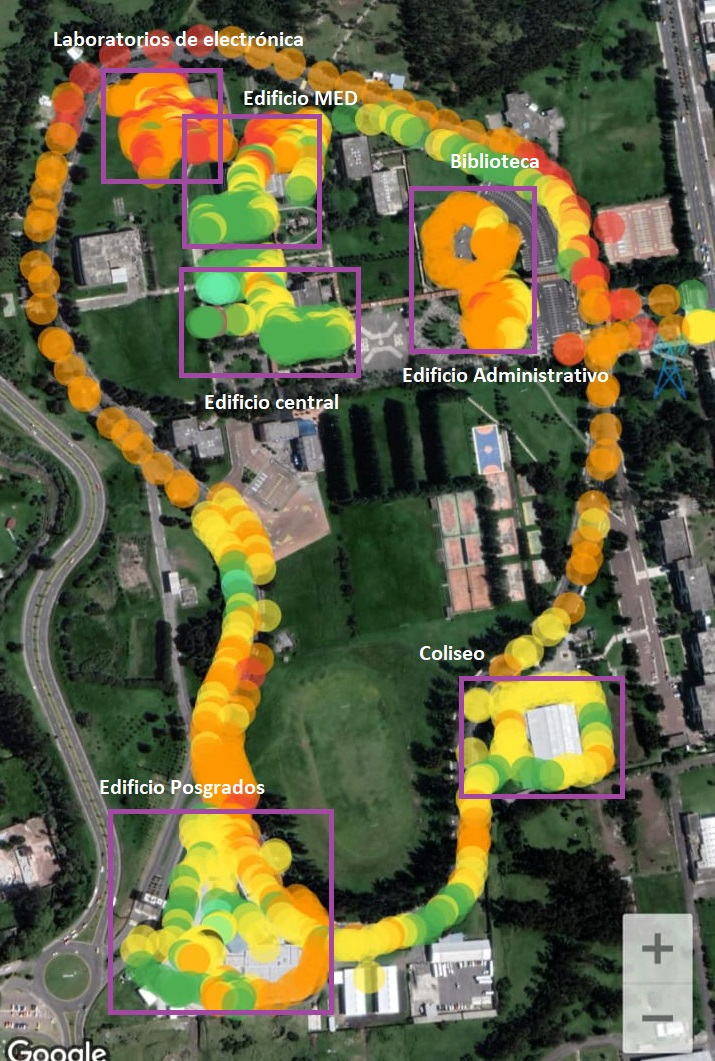 Laboratorios de electrónica
Edificio MED
Biblioteca
Edificio Administrativo
Edificio central
Coliseo
Edificio Posgrados
+
−
Google